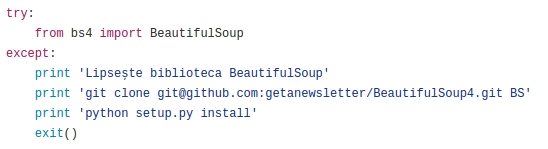 try:
    from bs4 import BeautifulSoup
except:
    print 'Lipsește biblioteca BeautifulSoup'
    print 'git clone git@github.com:getanewsletter/BeautifulSoup4.git BS'
    print 'python setup.py install'
    exit()